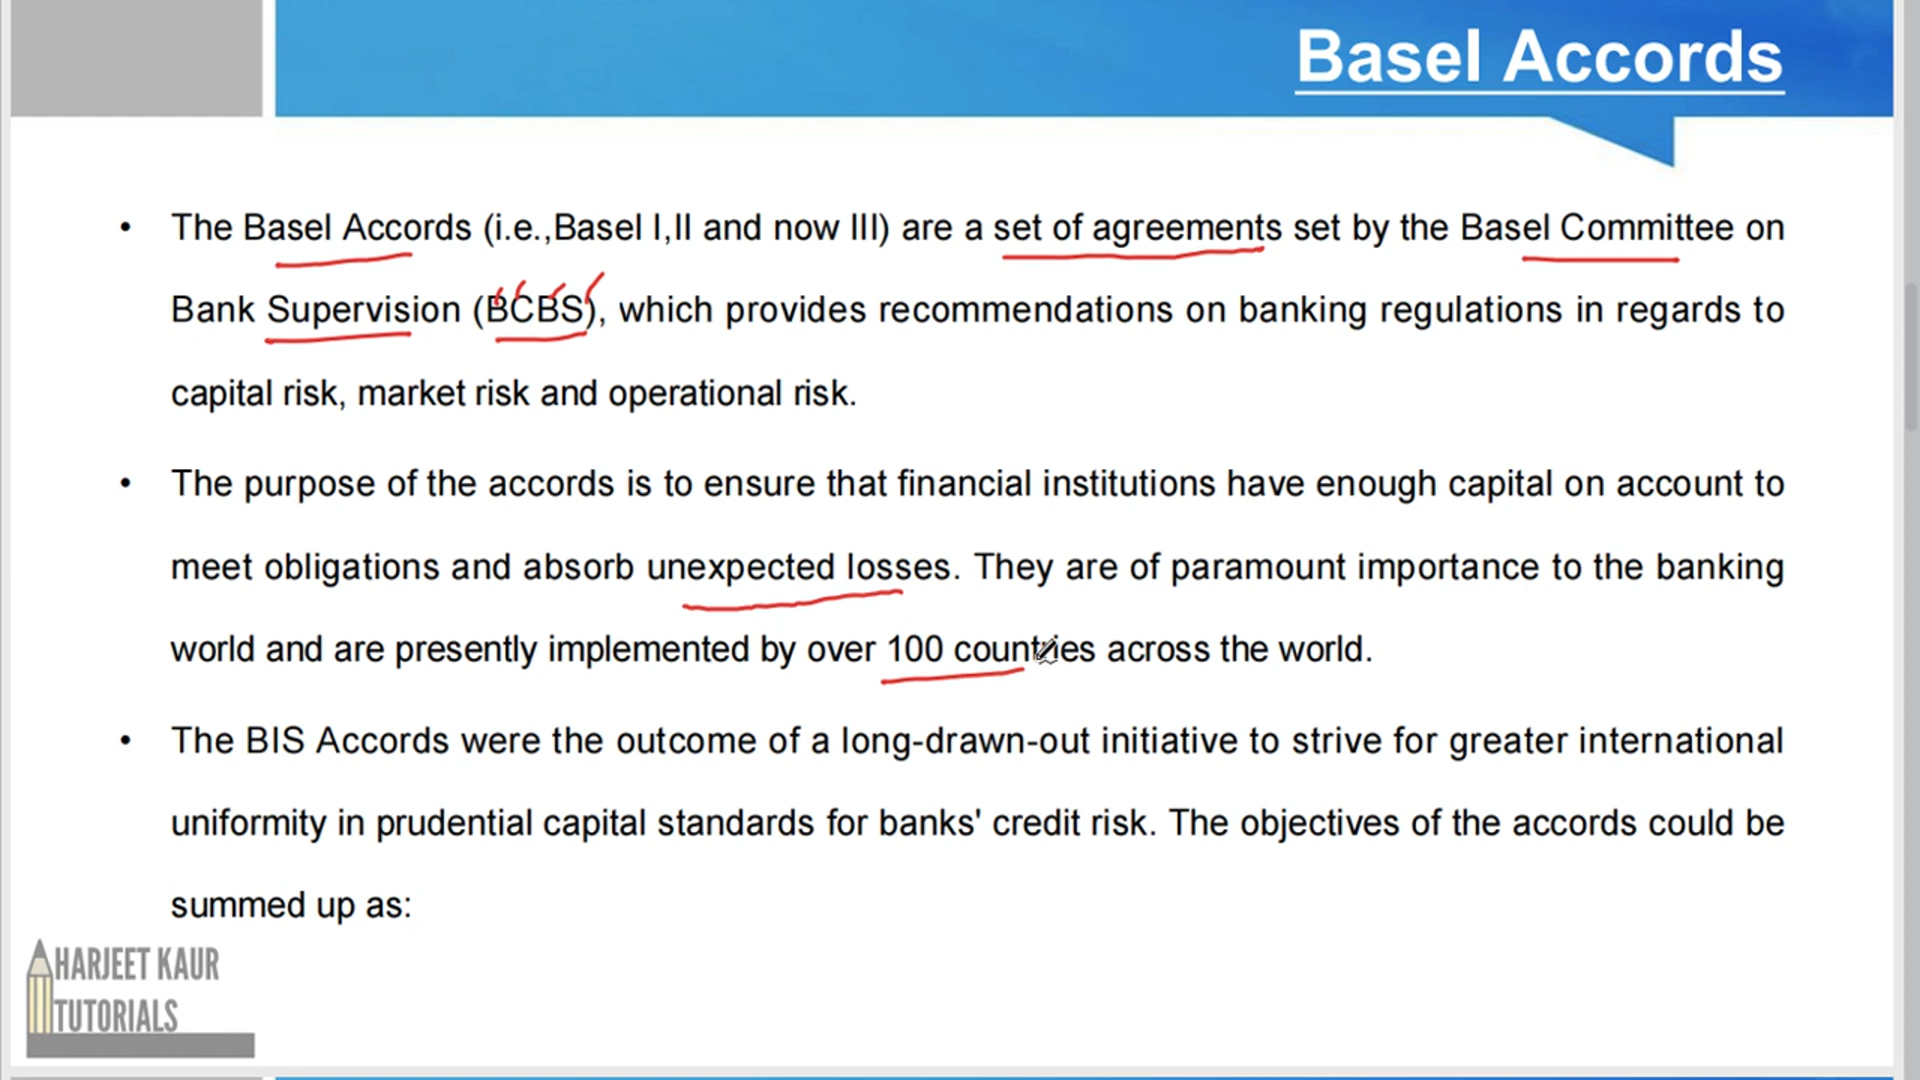 Basel Accords
• The Basel Accords (i.e.,Basel I,II and now III) are a set of agreements set by the Basel Committee on
Bank Supervision (BCBS), which provides recommendations on banking regulations in regards to
capital risk, market risk and operational risk.
• The purpose of the accords is to ensure that financial institutions have enough capital on account to
meet obligations and absorb unexpected losses. They are of paramount importance to the banking
world and are presently implemented by over 100 countries across the world.
• The BIS Accords were the outcome of a long-drawn-out initiative to strive for greater international
uniformity in prudential capital standards for banks' credit risk. The objectives of the accords could be
summed up as:
HARJEET KAUR
TUTORIALS